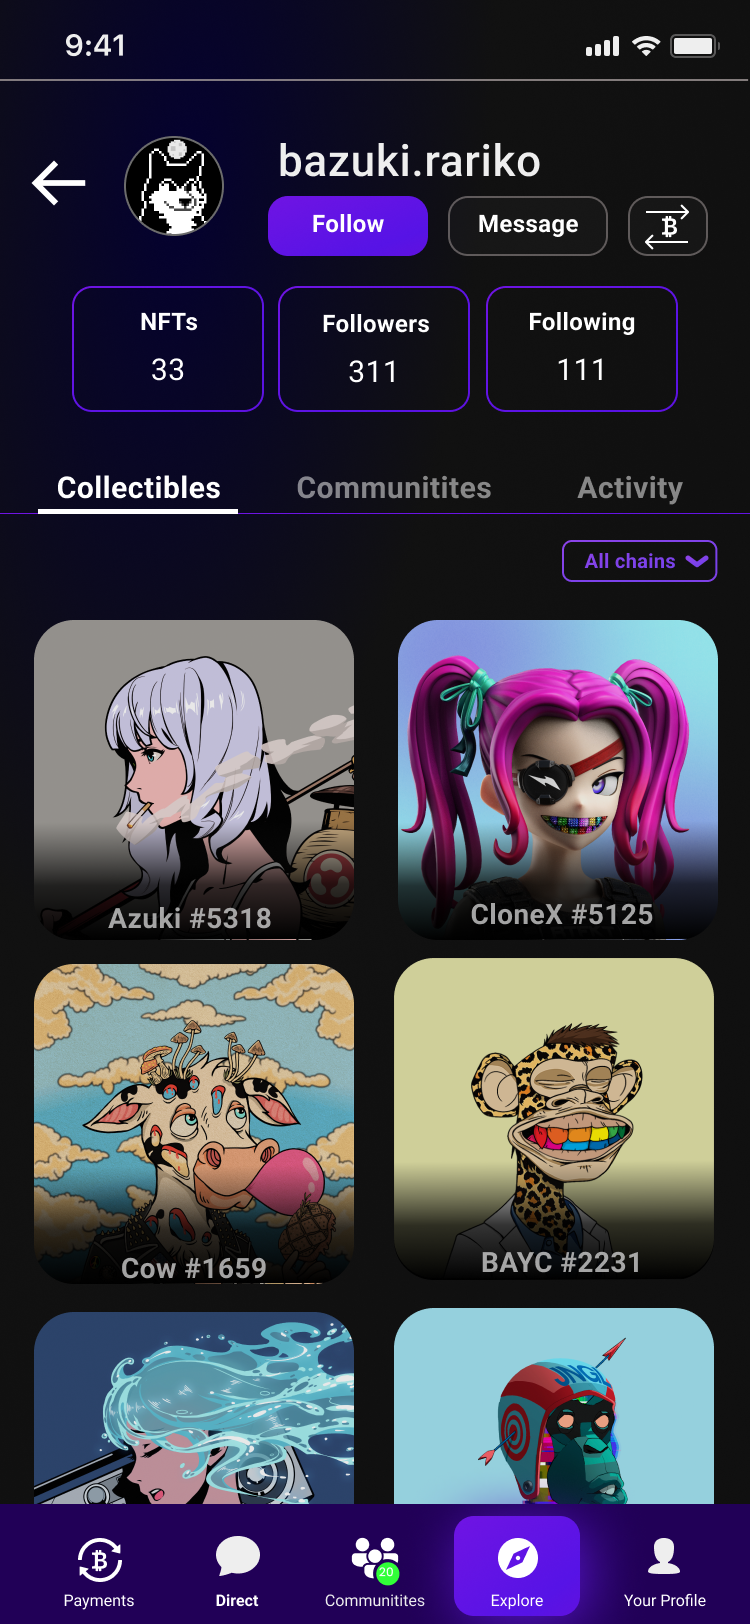 9:41
bazuki.rariko
Follow
Message
NFTs
33
Followers
311
Following
111
Collectibles
Communitites
Activity
All chains
Azuki #5318
CloneX #5125
Cow #1659
BAYC #2231
JNGL
Payments
Direct
20
Communitites
Explore
Your Profile